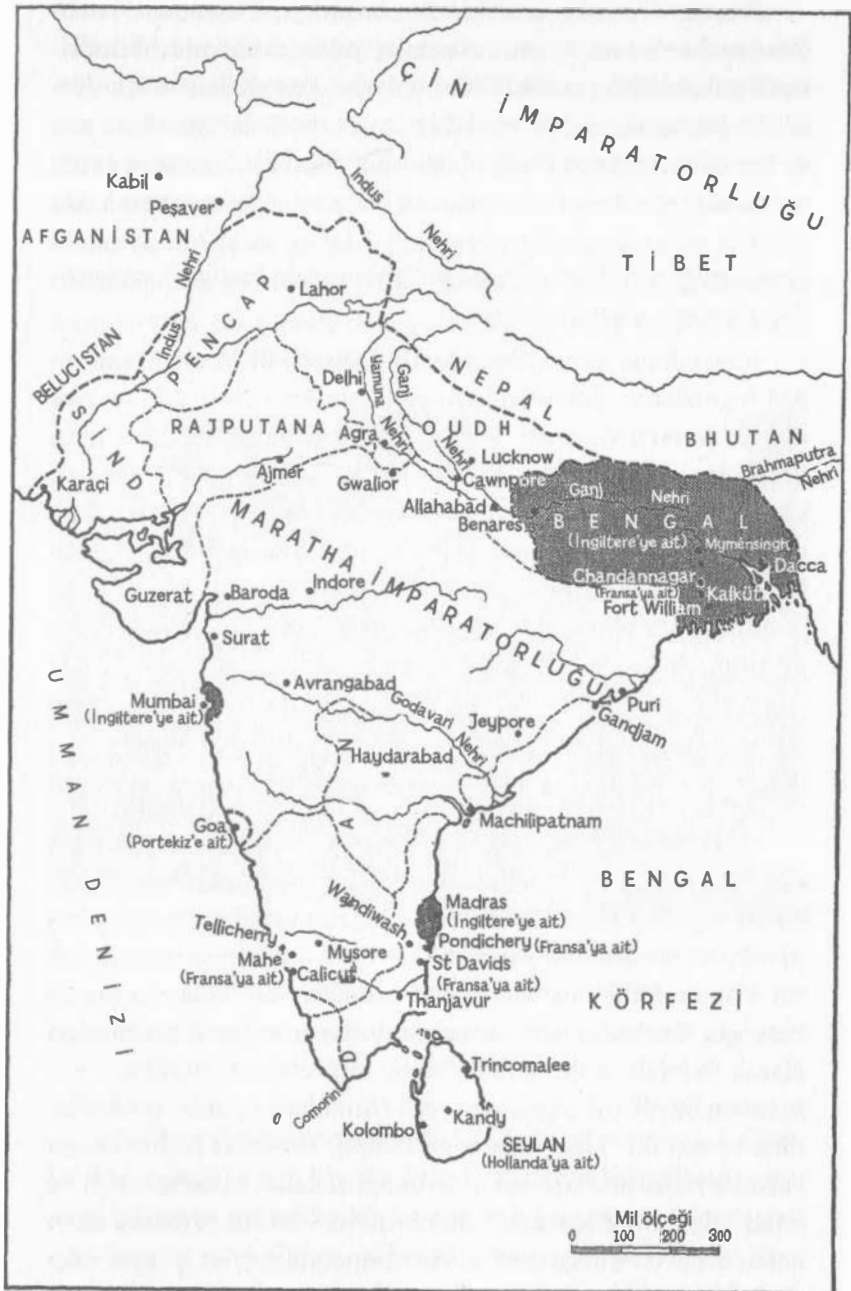 ÇİN İMPARATORLUĞU
Kabil
Peşaver
Indus
Nehri
AFGANİSTAN
TİBET
Indus Nehri
PENCAP
Lahor
BELUCİSTAN
NEPAL
Yamuna
Nehri
Ganj
Nehri
Delhi
SIND
RAJPUTANA
OUDH
BHUTAN
Agra
Lucknow
Brahmaputra
Nehri
Karaçi
Ajmer
Gwalior
Cawnpore
Ganj Nehri
Allahabad
Benares
BENGAL
(İngiltere'ye ait)
Mymensingh
Dacca
MARATHA İMPARATORLUĞU
Chandannagar
(Fransa'ya ait)
Kalküta
Fort William
Guzerat
Baroda
Indore
Surat
UMMAN DENİZİ
Avrangabad
Puri
Mumbai
(İngiltere'ye ait)
Godavari
Nehri
Jeypore
Gandjam
Haydarabad
Machilipatnam
Goa
(Portekiz'e ait)
BENGAL
KÖRFEZİ
Wandiwash
Madras
(İngiltere'ye ait)
Tellicherry
Mysore
Pondichery (Fransa'ya ait)
Mahe
(Fransa'ya ait)
Calicut
St Davids
(Fransa'ya ait)
Thanjavur
Trincomalee
Comorin
Kandy
Kolombo
SEYLAN
(Hollanda'ya ait)
Mil ölçeği
0 100 200 300